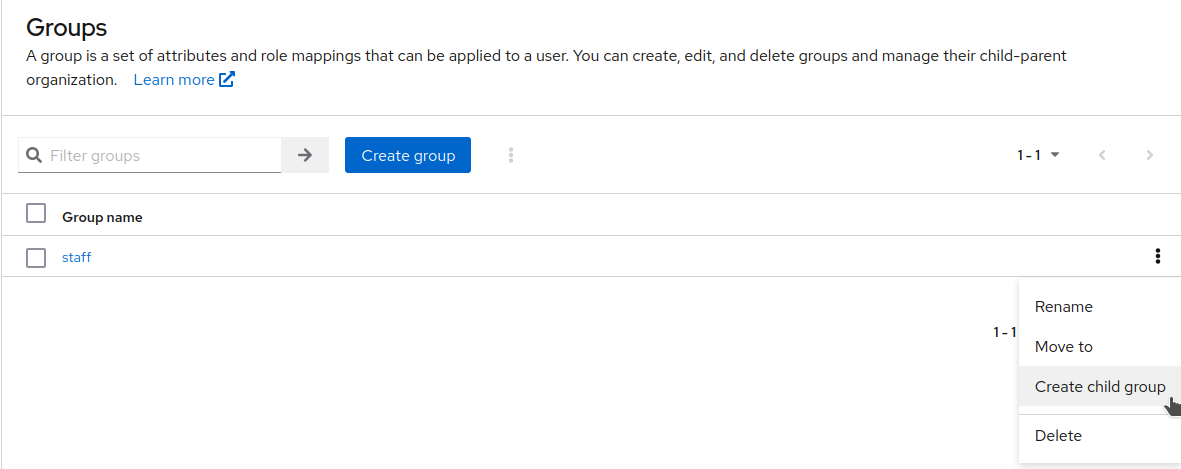 Groups
A group is a set of attributes and role mappings that can be applied to a user. You can create, edit, and delete groups and manage their child-parent
organization. Learn more
Filter groups
Create group
1 - 1
Group name
staff
Rename
1 - 1
Move to
Create child group
Delete